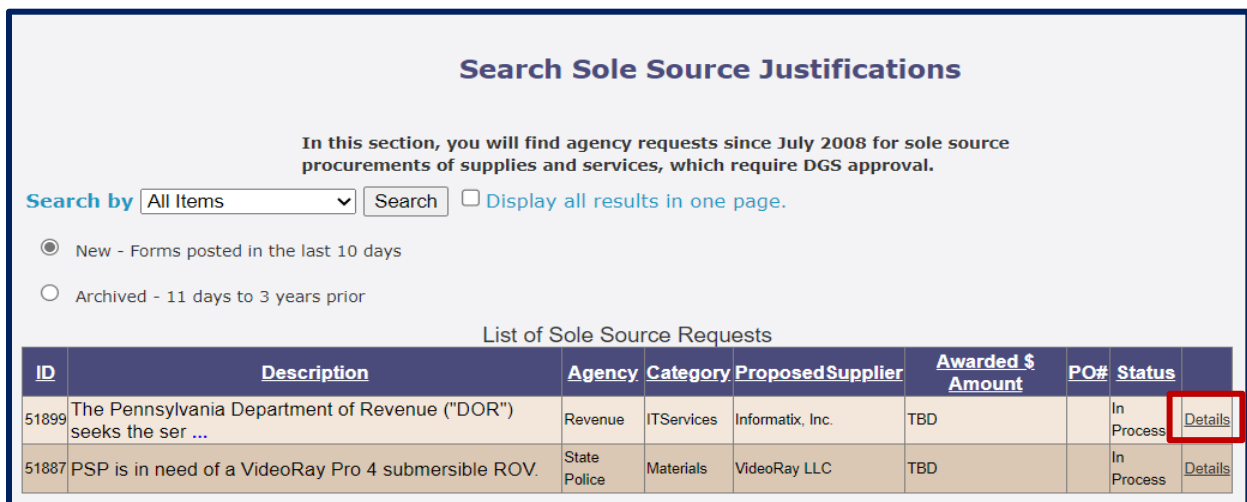 Search Sole Source Justifications
In this section, you will find agency requests since July 2008 for sole source
procurements of supplies and services, which require DGS approval.
Search by All Items Search Display all results in one page.
New - Forms posted in the last 10 days
Archived - 11 days to 3 years prior
List of Sole Source Requests
ID Description Agency Category ProposedSupplier Awarded $ Amount PO# Status
51899 The Pennsylvania Department of Revenue ("DOR") seeks the ser ... Revenue ITServices Informatix, Inc. TBD In Process Details
51887 PSP is in need of a VideoRay Pro 4 submersible ROV. State Police Materials VideoRay LLC TBD In Process Details